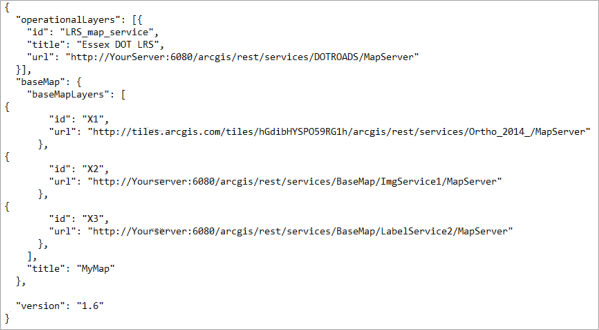 {
  "operationalLayers": [{
    "id": "LRS_map_service",
    "title": "Essex DOT LRS",
    "url": "http://YourServer:6080/arcgis/rest/services/DOTROADS/MapServer"
  }],
  "baseMap": {
    "baseMapLayers": [
{
        "id": "X1",
        "url": "http://tiles.arcgis.com/tiles/hGdibHYSPO59RG1h/arcgis/rest/services/Ortho_2014_/MapServer"
      },
{
        "id": "X2",
        "url": "http://Yourserver:6080/arcgis/rest/services/BaseMap/ImgService1/MapServer"
      },
{
        "id": "X3",
        "url": "http://Yourserver:6080/arcgis/rest/services/BaseMap/LabelService2/MapServer"
      },
    ],
    "title": "MyMap"
  },
  "version": "1.6"
}